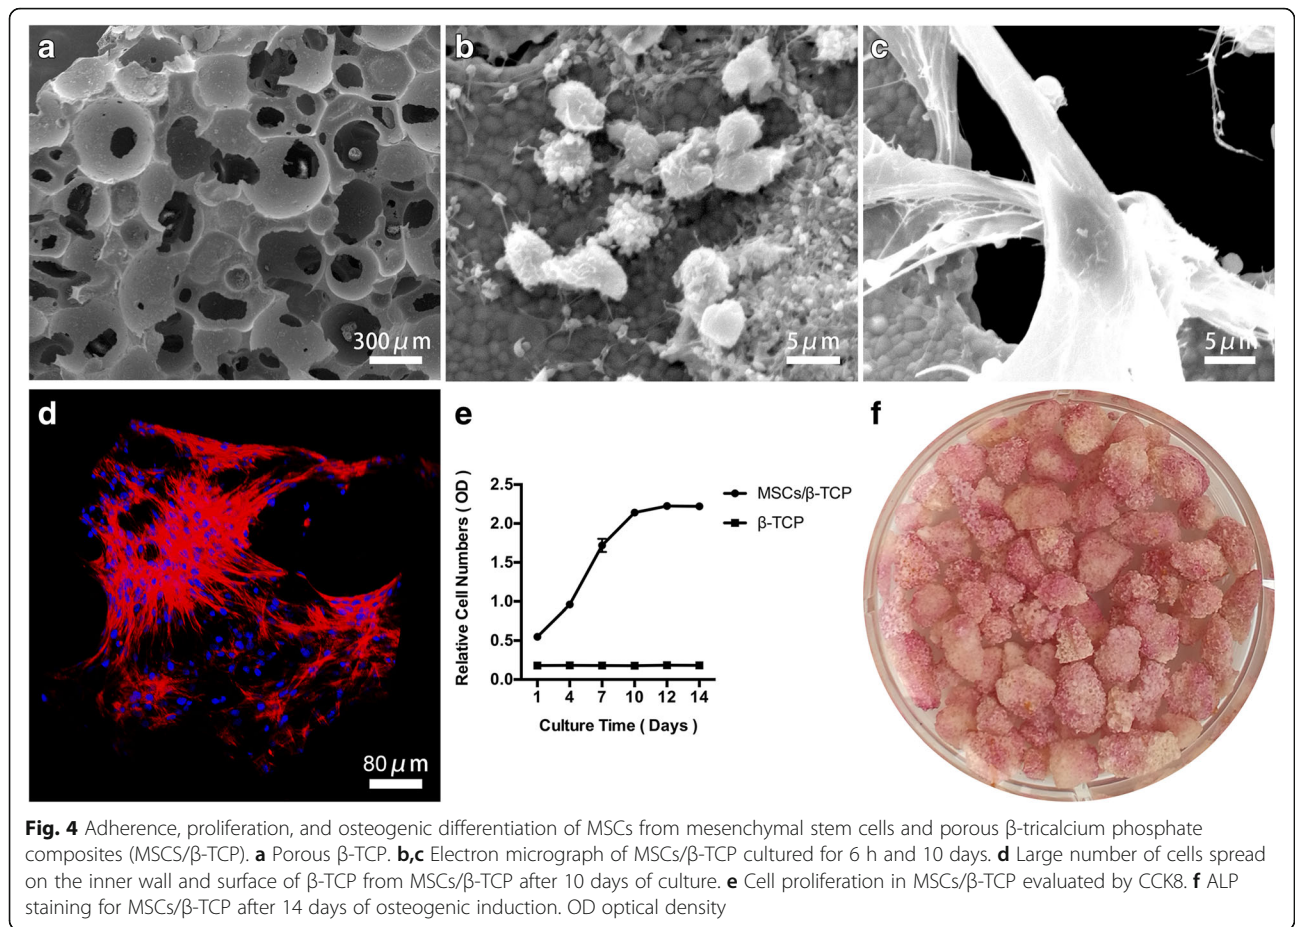 a
b
c
300 μm
5 μm
5 μm
d
e
f
80 μm
Relative Cell Numbers ( OD )
2.5
2.0
1.5
1.0
0.5
0.0
1 4 7 10 12 14
Culture Time ( Days )
MSCs/β-TCP
β-TCP
Fig. 4 Adherence, proliferation, and osteogenic differentiation of MSCs from mesenchymal stem cells and porous β-tricalcium phosphate
composites (MSCS/β-TCP). a Porous β-TCP. b,c Electron micrograph of MSCs/β-TCP cultured for 6 h and 10 days. d Large number of cells spread
on the inner wall and surface of β-TCP from MSCs/β-TCP after 10 days of culture. e Cell proliferation in MSCs/β-TCP evaluated by CCK8. f ALP
staining for MSCs/β-TCP after 14 days of osteogenic induction. OD optical density